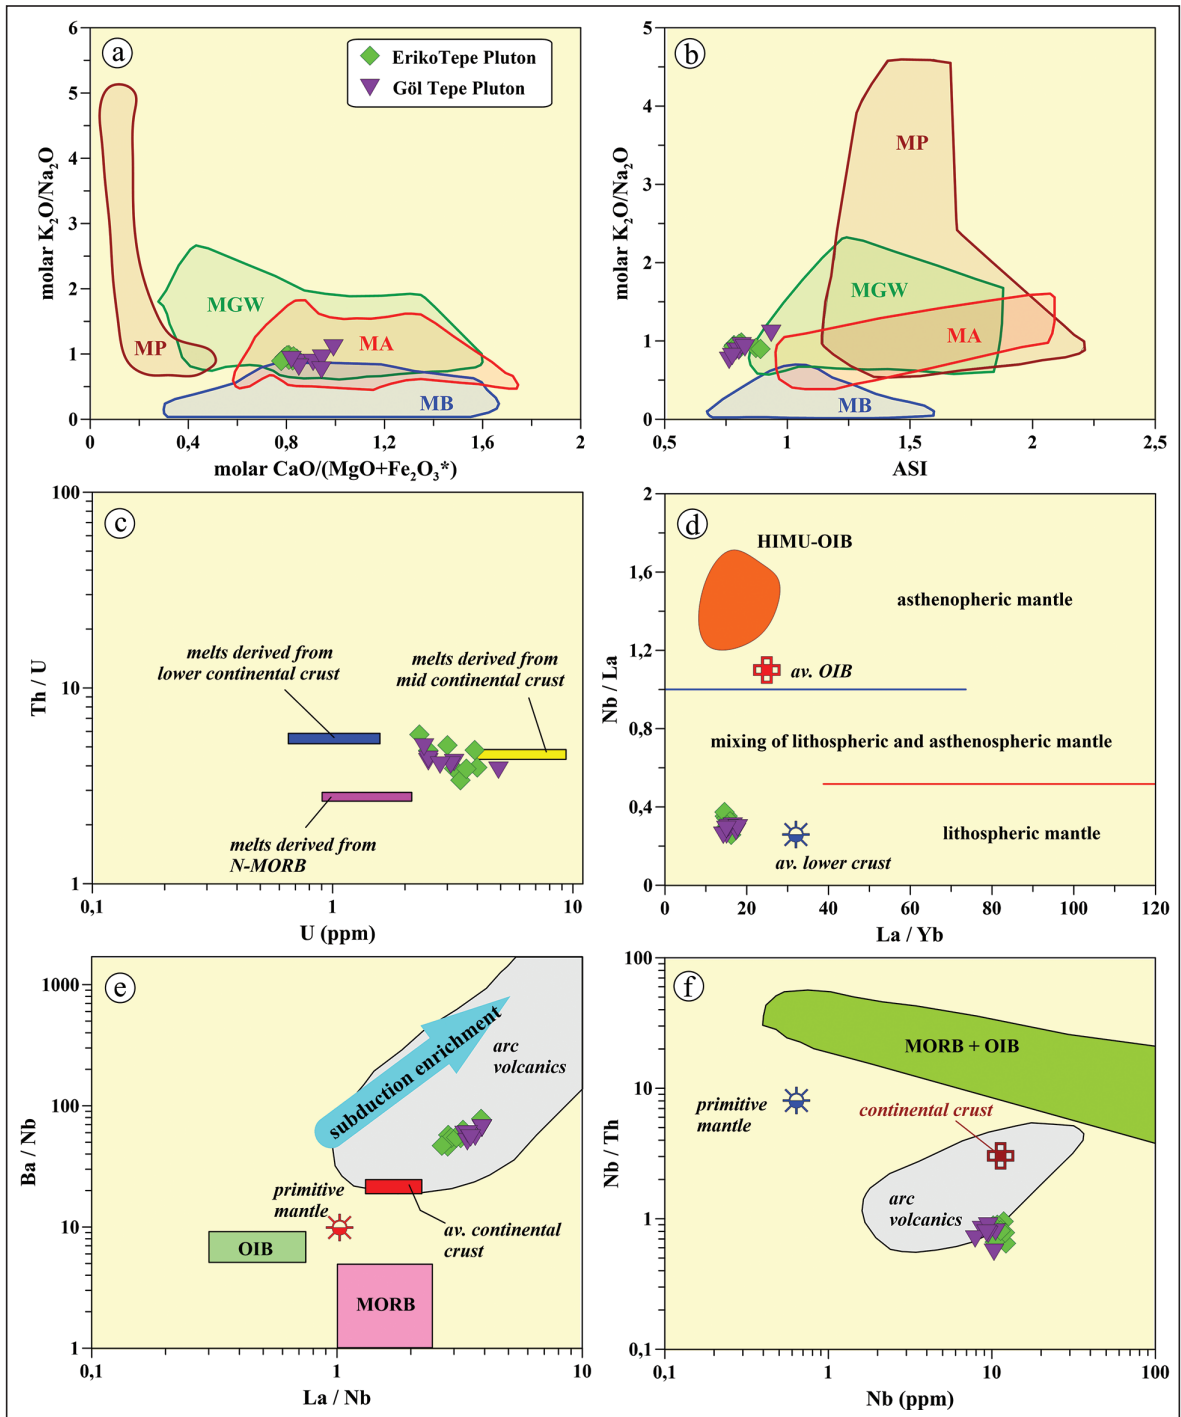 a
ErikoTepe Pluton
Göl Tepe Pluton
6
5
4
3
2
1
0
molar K₂O/Na₂O
MGW
MP
MA
MB
0
0,4
0,8
1,2
1,6
2
molar CaO/(MgO+Fe₂O₃*)
b
5
4
3
2
1
0
molar K₂O/Na₂O
MP
MGW
MA
MB
0,5
1
1,5
2
2,5
ASI
c
100
10
1
Th / U
melts derived from
lower continental crust
melts derived from
mid continental crust
melts derived from
N-MORB
0,1
1
10
U (ppm)
d
2
1,6
1,2
0,8
0,4
0
Nb / La
HIMU-OIB
asthenopheric mantle
av. OIB
mixing of lithospheric and asthenospheric mantle
lithospheric mantle
av. lower crust
0
20
40
60
80
100
120
La / Yb
e
1000
100
10
1
Ba / Nb
subduction enrichment
arc
volcanics
primitive
mantle
av. continental
crust
OIB
MORB
0,1
1
10
La / Nb
f
100
10
1
0,1
Nb / Th
MORB + OIB
primitive
mantle
continental crust
arc
volcanics
0,1
1
10
100
Nb (ppm)